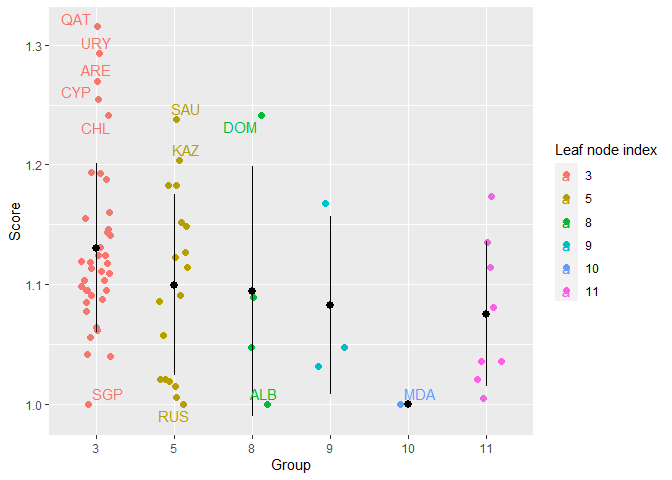 QAT
URY
ARE
CYP
CHL
SGP
SAU
KAZ
RUS
DOM
ALB
MDA
1.3
1.2
1.1
1.0
Score
3 5 8 9 10 11
Group
Leaf node index
a 3
a 5
a 8
a 9
a 10
a 11